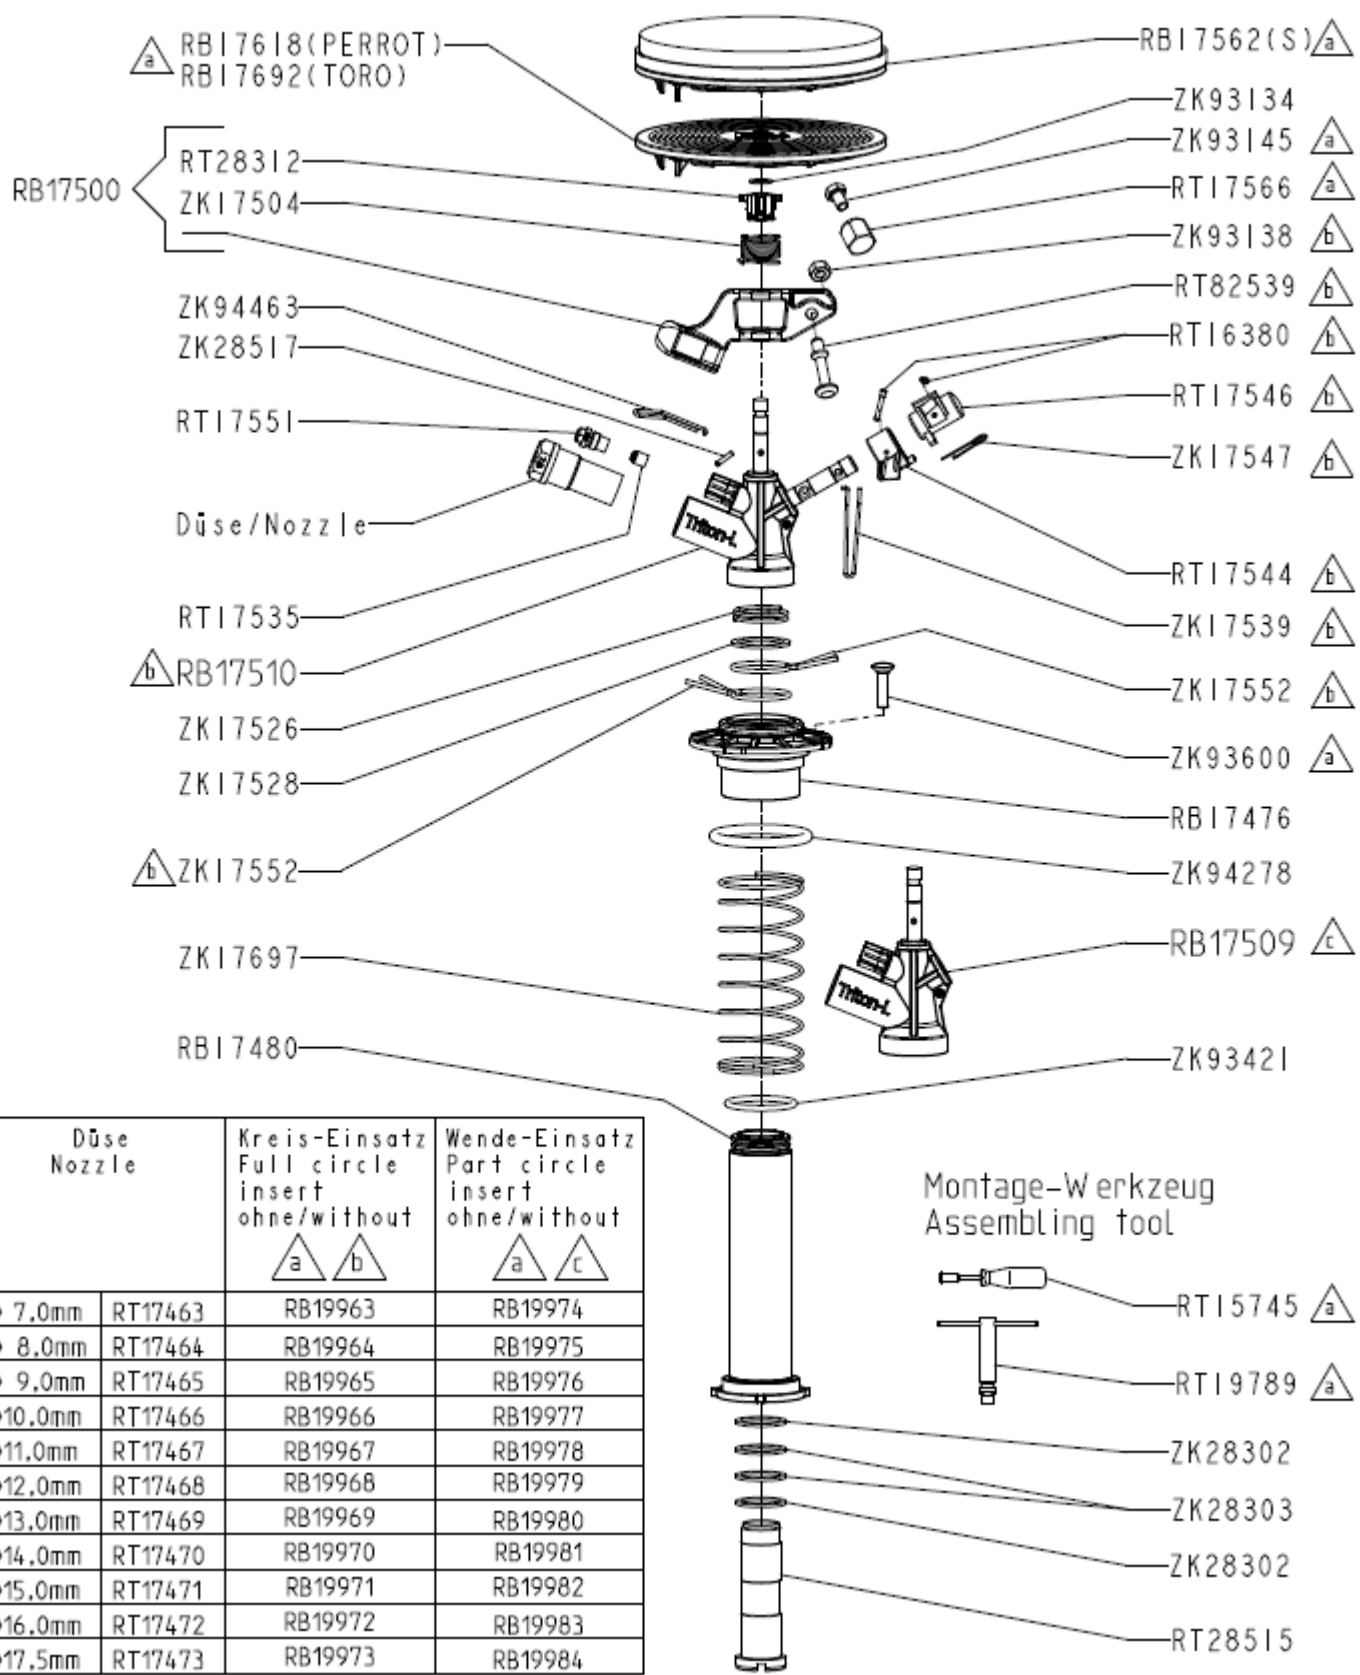 a RB17618(PERROT)
RB17692(TORO)
RB17500
RT28312
ZK17504
ZK94463
ZK28517
RT17551
Düse/Nozzle
RT17535
b RB17510
ZK17526
ZK17528
b ZK17552
ZK17697
RB17480
RB17562(S) a
ZK93134
ZK93145 a
RT17566 a
ZK93138 b
RT82539 b
RT16380 b
RT17546 b
ZK17547 b
RT17544 b
ZK17539 b
ZK17552 b
ZK93600 a
RB17476
ZK94278
RB17509 c
ZK93421
Triton-L
Triton-L
Montage-Werkzeug
Assembling tool
RT15745 a
RT19789 a
ZK28302
ZK28303
ZK28302
RT28515
Düse
Nozzle
Kreis-Einsatz
Full circle
insert
ohne/without
a b
Wende-Einsatz
Part circle
insert
ohne/without
a c
7.0mm RT17463 RB19963 RB19974
8.0mm RT17464 RB19964 RB19975
9.0mm RT17465 RB19965 RB19976
10.0mm RT17466 RB19966 RB19977
11.0mm RT17467 RB19967 RB19978
12.0mm RT17468 RB19968 RB19979
13.0mm RT17469 RB19969 RB19980
14.0mm RT17470 RB19970 RB19981
15.0mm RT17471 RB19971 RB19982
16.0mm RT17472 RB19972 RB19983
17.5mm RT17473 RB19973 RB19984